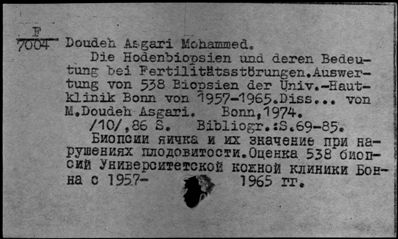 F
7004 Doudeh Asgari Mohammed.
Die Hodenbiopsien und deren Bedeu-
tung bei Fertilitätsstörungen.Auswer-
tung von 538 Biopsien der Univ.-Haut-
klinik Bonn von 1957-1965.Diss... von
M.Doudeh Asgari. Bonn,1974.
/10/,86 S. Bibliogr.:S.69-85.
Биопсии яичка и их значение при на-
рушениях плодовитости.Оценка 538 биоп-
сий Университетской кожной клиники Бон-
на с 1957- 1965 гг.